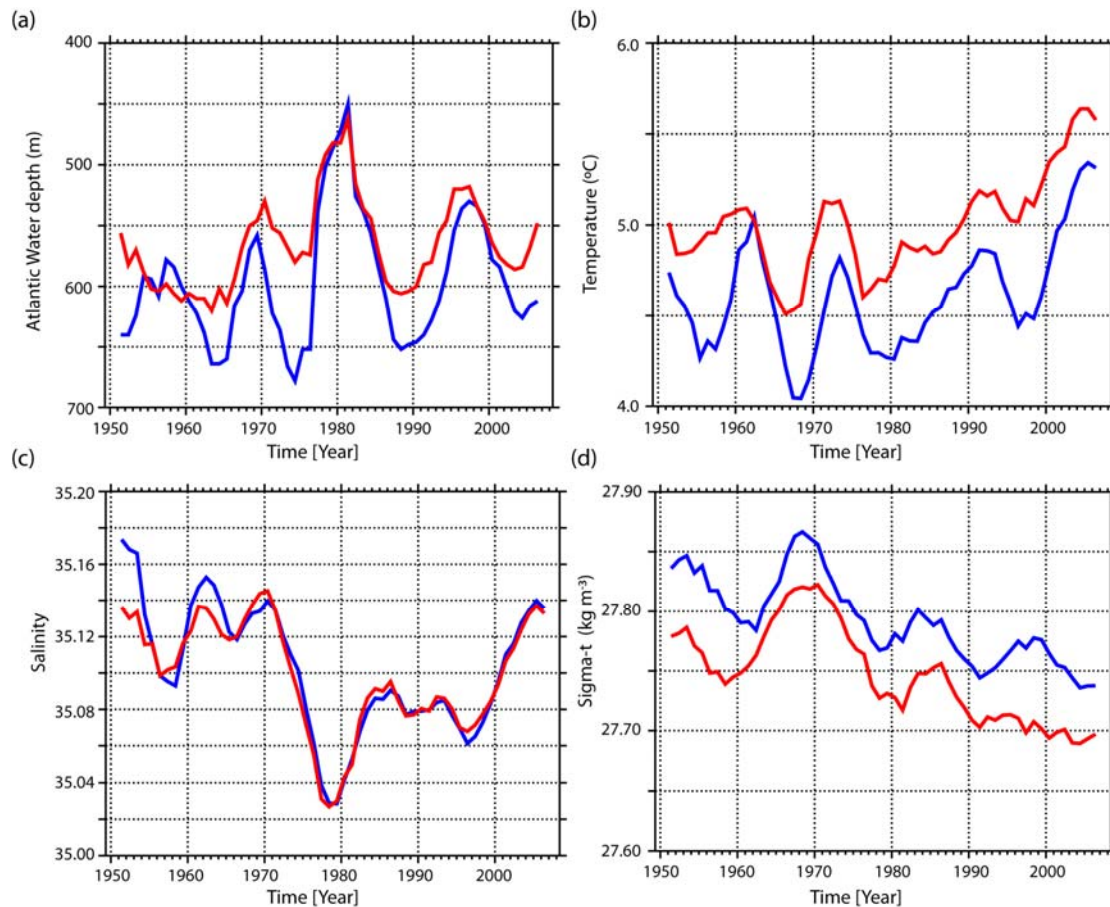 (a)
400
500
600
700
Atlantic Water depth (m)
1950 1960 1970 1980 1990 2000
Time [Year]
(b)
6.0
5.0
4.0
Temperature (ºC)
1950 1960 1970 1980 1990 2000
Time [Year]
(c)
35.20
35.16
35.12
35.08
35.04
35.00
Salinity
1950 1960 1970 1980 1990 2000
Time [Year]
(d)
27.90
27.80
27.70
27.60
Sigma-t (kg m⁻³)
1950 1960 1970 1980 1990 2000
Time [Year]